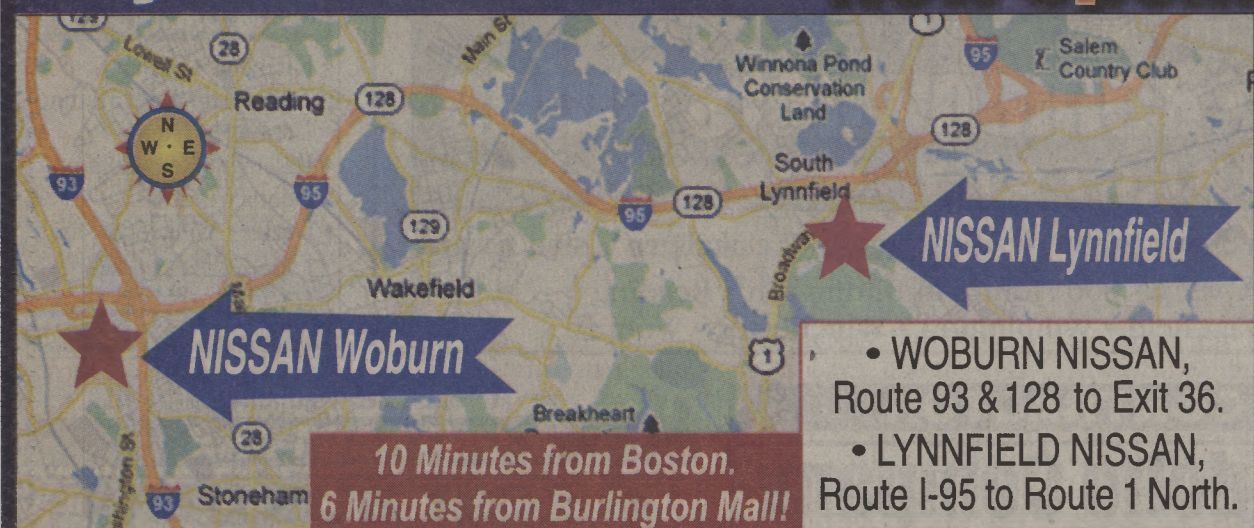 129
1
Lowell St
28
Main St
95
Salem
Country Club
Winnona Pond
Conservation
Land
Reading
128
128
N
W • E
S
93
95
South
Lynnfield
128
95
129
NISSAN Lynnfield
Broadway
Wakefield
NISSAN Woburn
1
• WOBURN NISSAN,
Route 93 & 128 to Exit 36.
Breakheart
28
10 Minutes from Boston.
• LYNNFIELD NISSAN,
93
Stoneham
6 Minutes from Burlington Mall!
Route I-95 to Route 1 North.